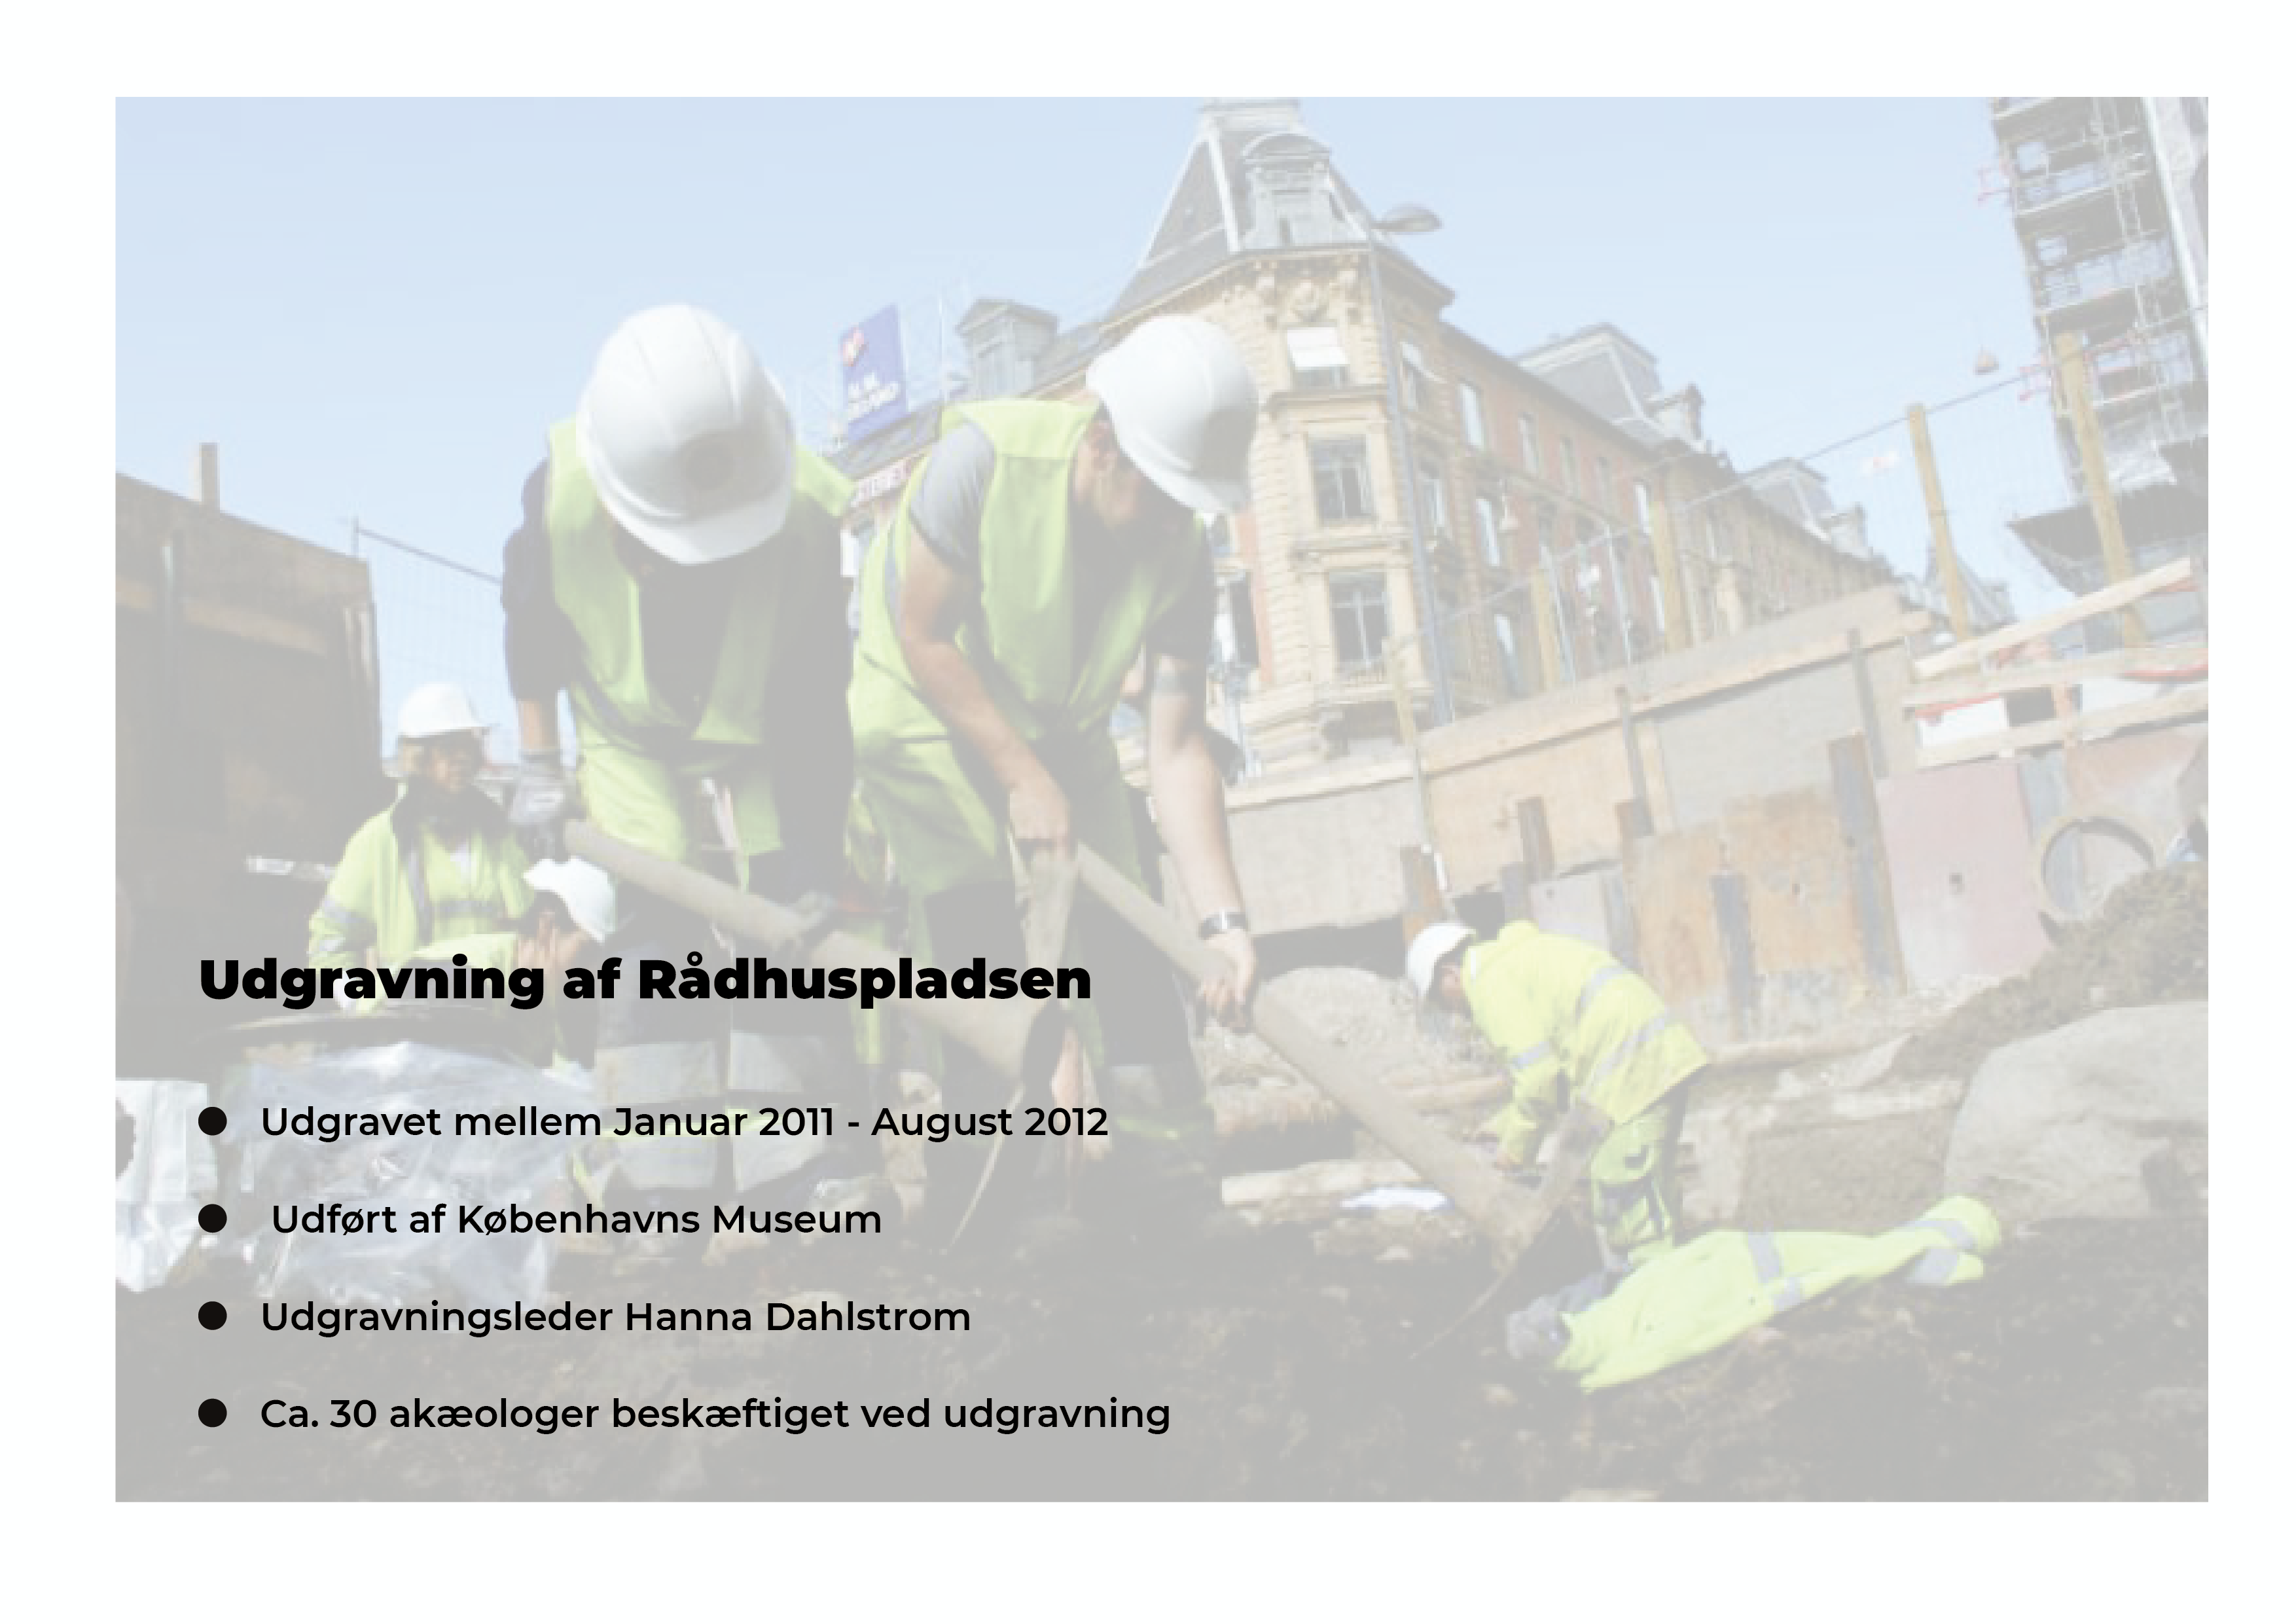 Udgravning af Rådhuspladsen
Udgravet mellem Januar 2011 - August 2012
Udført af Københavns Museum
Udgravningsleder Hanna Dahlstrom
Ca. 30 akæologer beskæftiget ved udgravning